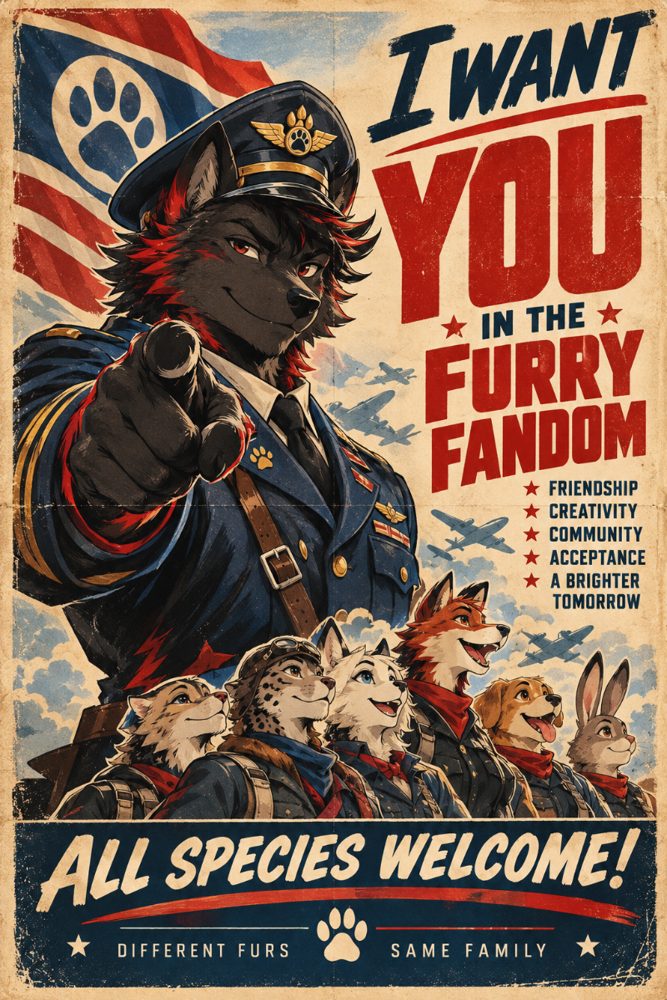 I WANT
YOU
IN THE
FURRY
FANDOM
FRIENDSHIP
CREATIVITY
COMMUNITY
ACCEPTANCE
A BRIGHTER
TOMORROW
ALL SPECIES WELCOME!
DIFFERENT FURS SAME FAMILY